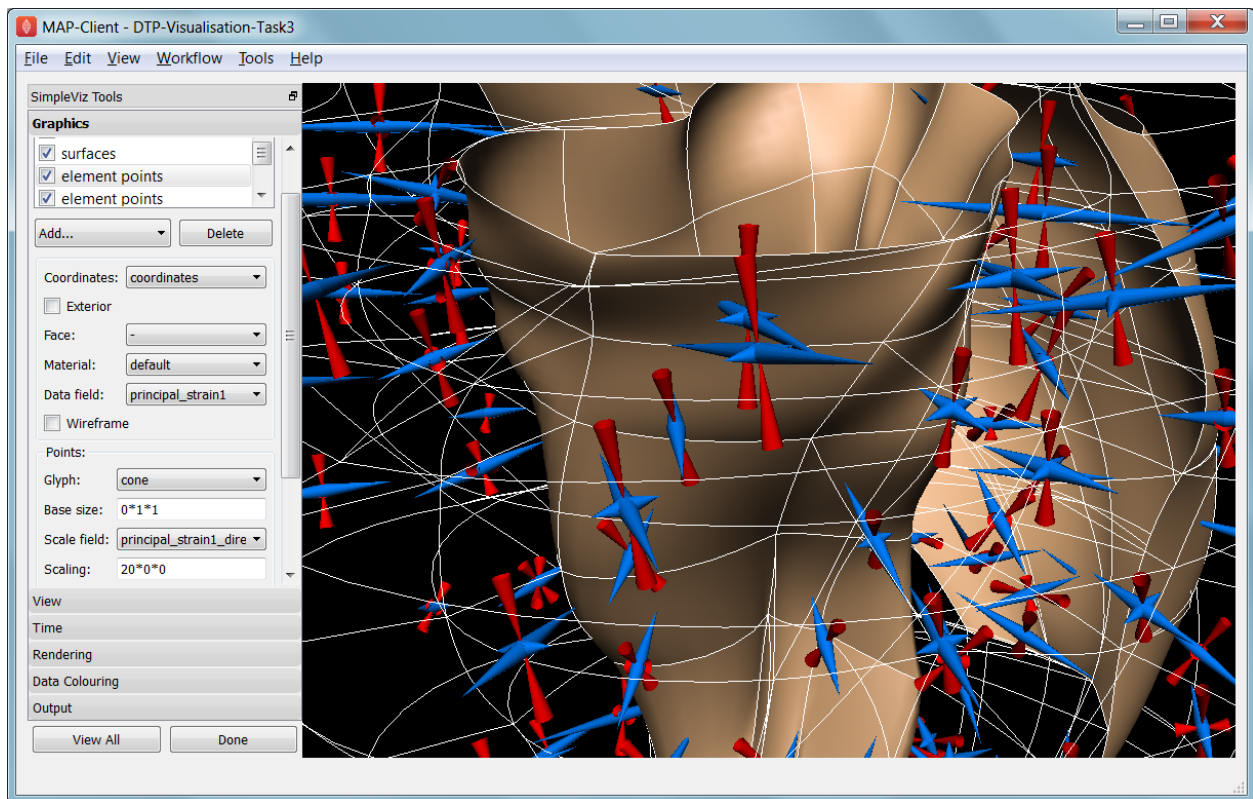 MAP-Client - DTP-Visualisation-Task3
File Edit View Workflow Tools Help
SimpleViz Tools
Graphics
surfaces
element points
element points
Add... Delete
Coordinates: coordinates
Exterior
Face: -
Material: default
Data field: principal_strain1
Wireframe
Points:
Glyph: cone
Base size: 0*1*1
Scale field: principal_strain1_dire
Scaling: 20*0*0
View
Time
Rendering
Data Colouring
Output
View All Done